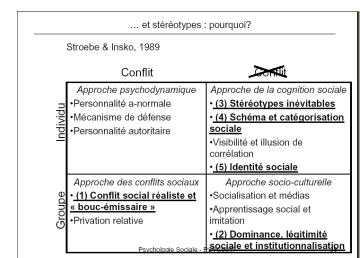 … et stéréotypes : pourquoi?
Stroebe & Insko, 1989
Conflit
Conflit
Individu
Approche psychodynamique
•Personnalité a-normale
•Mécanisme de défense
•Personnalité autoritaire
Approche de la cognition sociale
•(3) Stéréotypes inévitables
•(4) Schéma et catégorisation
sociale
•Visibilité et illusion de
corrélation
•(5) Identité sociale
Groupe
Approche des conflits sociaux
•(1) Conflit social réaliste et
« bouc-émissaire »
•Privation relative
Approche socio-culturelle
•Socialisation et médias
•Apprentissage social et
imitation
•(2) Dominance, légitimité
sociale et institutionnalisation
Psychologie Sociale -